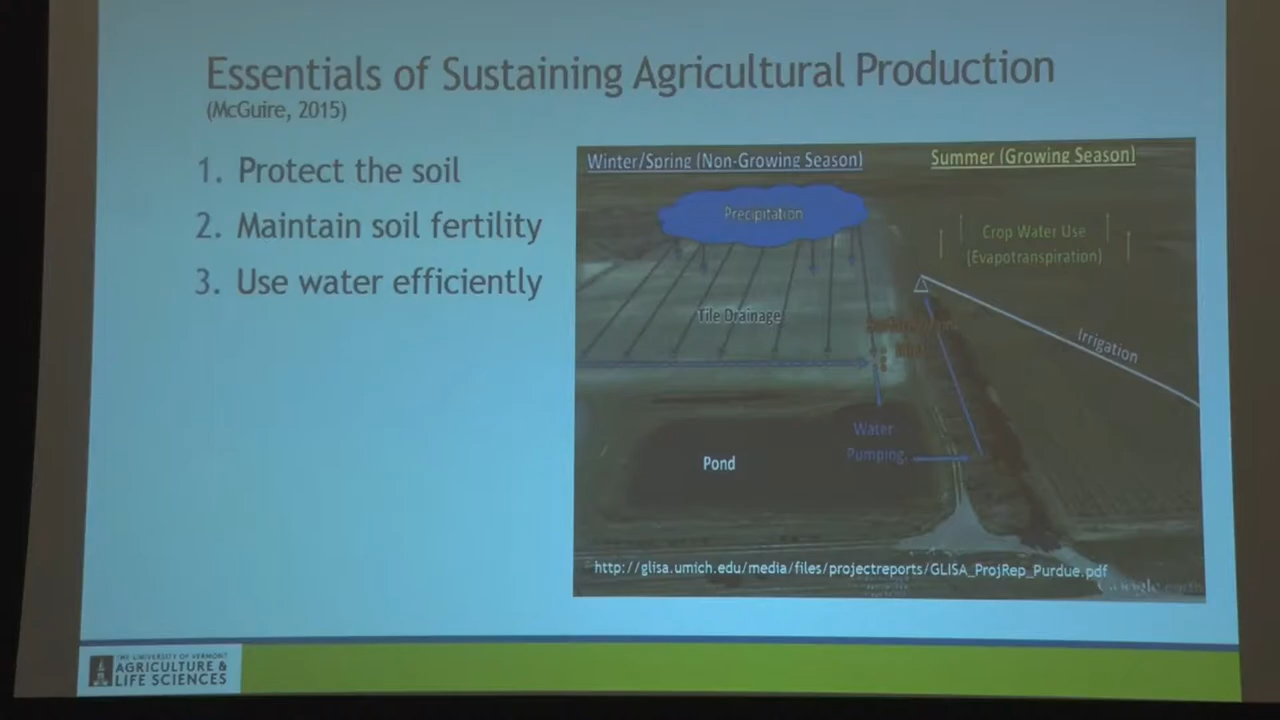 Essentials of Sustaining Agricultural Production
(McGuire, 2015)
1. Protect the soil
2. Maintain soil fertility
3. Use water efficiently
Winter/Spring (Non-Growing Season)
Summer (Growing Season)
Precipitation
Crop Water Use
(Evapotranspiration)
Tile Drainage
Irrigation
Water
Pumping
Pond
http://glisa.umich.edu/media/files/projectreports/GLISA_ProjRep_Purdue.pdf
Google earth
THE UNIVERSITY OF VERMONT
AGRICULTURE &
LIFE SCIENCES